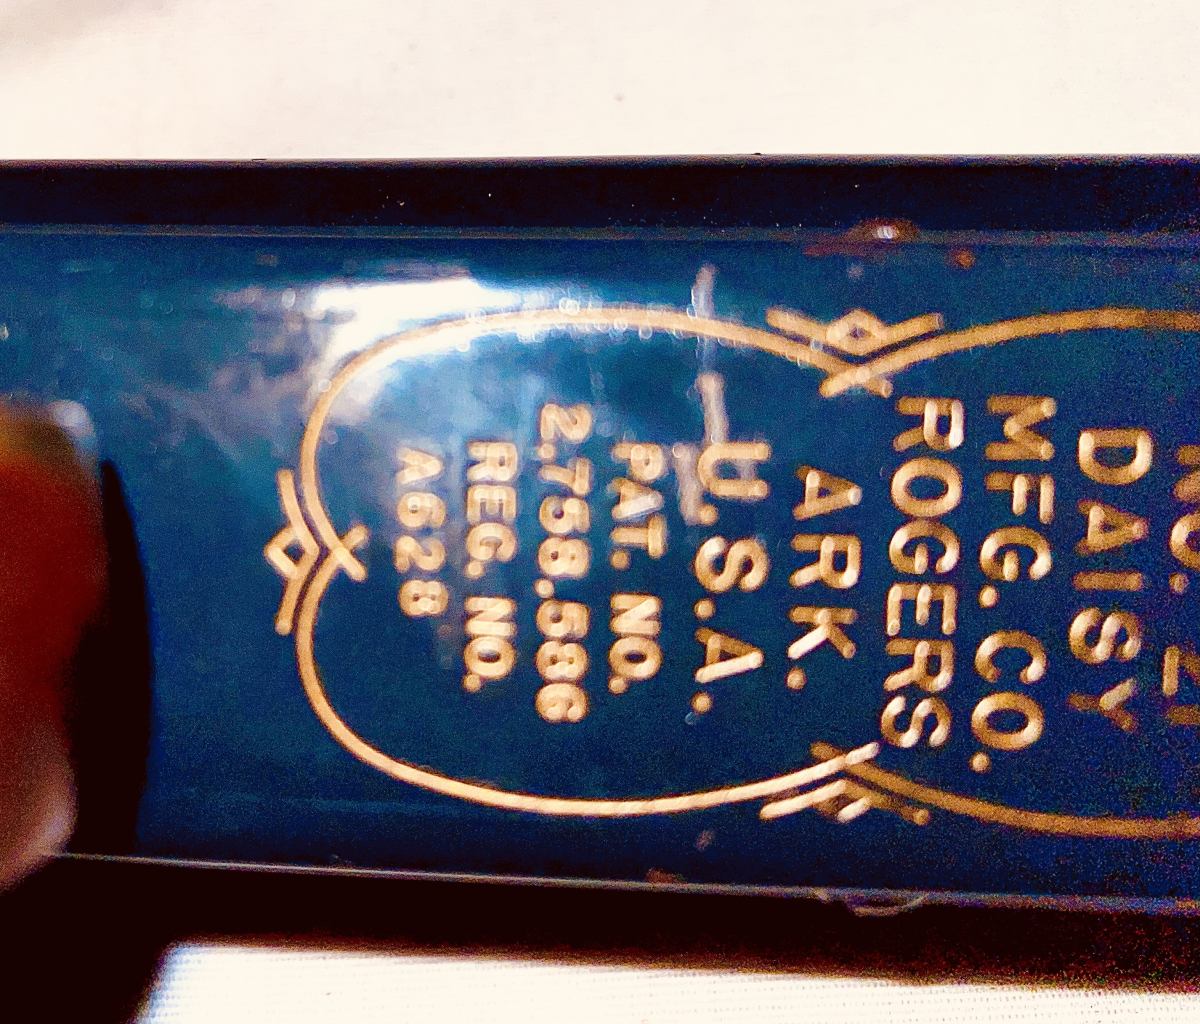 DAISY
MFG. CO.
ROGERS
ARK.
U.S.A.
PAT. NO.
2,758,586
REG. NO.
A628